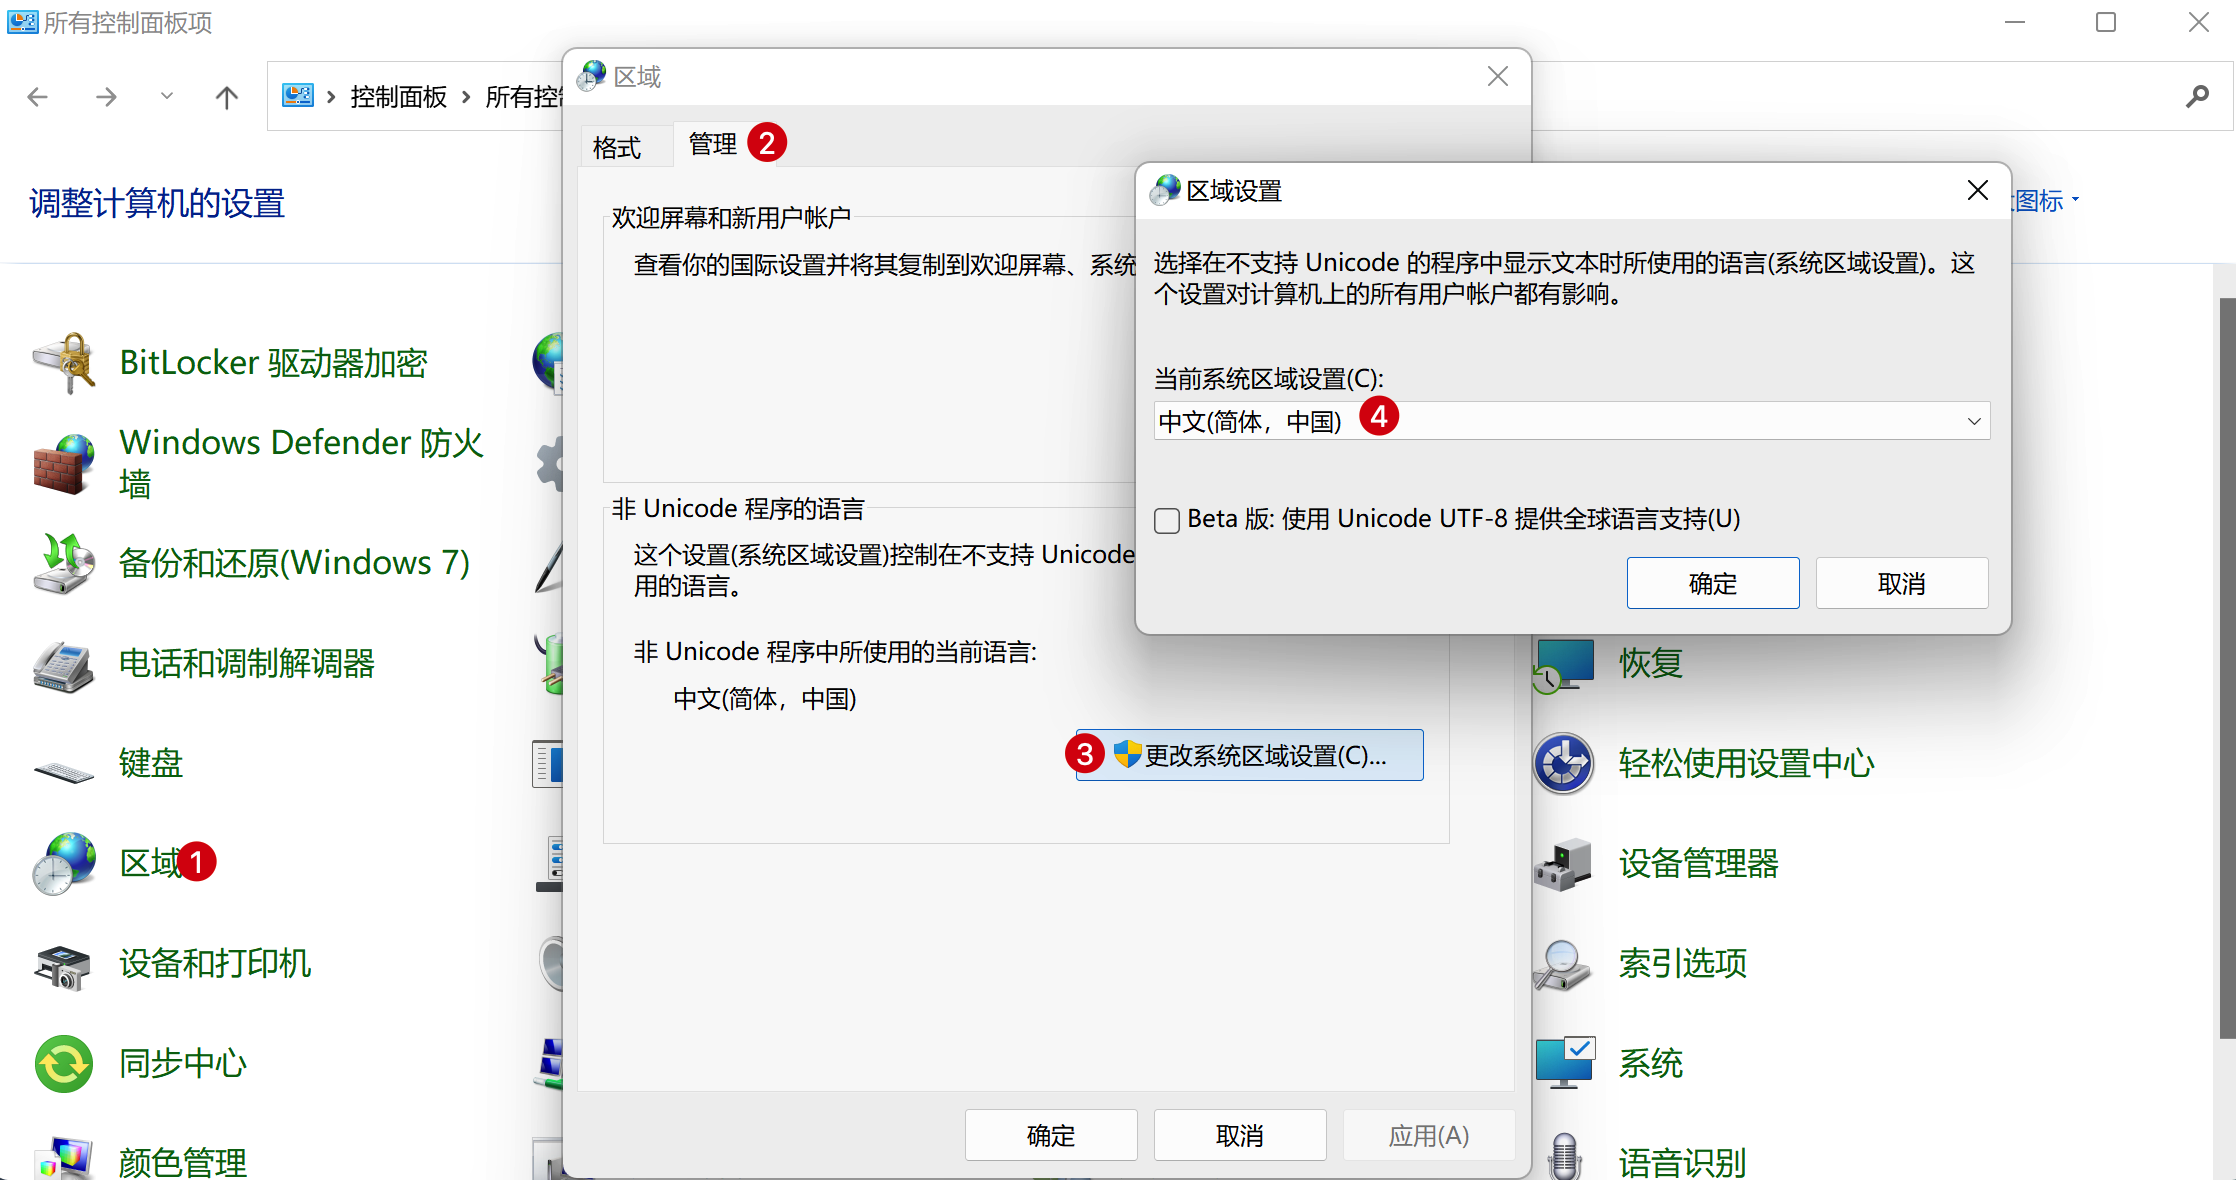 所有控制面板项
控制面板
所有控
调整计算机的设置
图标
BitLocker 驱动器加密
Windows Defender 防火
墙
备份和还原(Windows 7)
电话和调制解调器
键盘
区域
1
设备和打印机
同步中心
颜色管理
区域
格式
管理
2
欢迎屏幕和新用户帐户
查看你的国际设置并将其复制到欢迎屏幕、系统
非 Unicode 程序的语言
这个设置(系统区域设置)控制在不支持 Unicode
用的语言。
非 Unicode 程序中所使用的当前语言:
中文(简体，中国)
3
更改系统区域设置(C)...
确定
取消
应用(A)
区域设置
选择在不支持 Unicode 的程序中显示文本时所使用的语言(系统区域设置)。这
个设置对计算机上的所有用户帐户都有影响。
当前系统区域设置(C):
中文(简体，中国)
4
Beta 版: 使用 Unicode UTF-8 提供全球语言支持(U)
确定
取消
恢复
轻松使用设置中心
设备管理器
索引选项
系统
语音识别